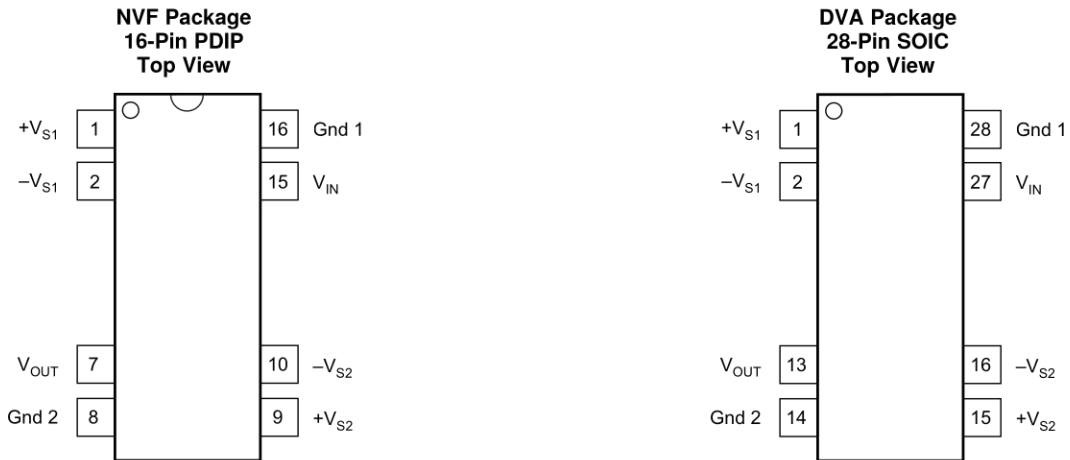 NVF Package
16-Pin PDIP
Top View
+VS1 1 16 Gnd 1
–VS1 2 15 VIN
VOUT 7 10 –VS2
Gnd 2 8 9 +VS2
DVA Package
28-Pin SOIC
Top View
+VS1 1 28 Gnd 1
–VS1 2 27 VIN
VOUT 13 16 –VS2
Gnd 2 14 15 +VS2